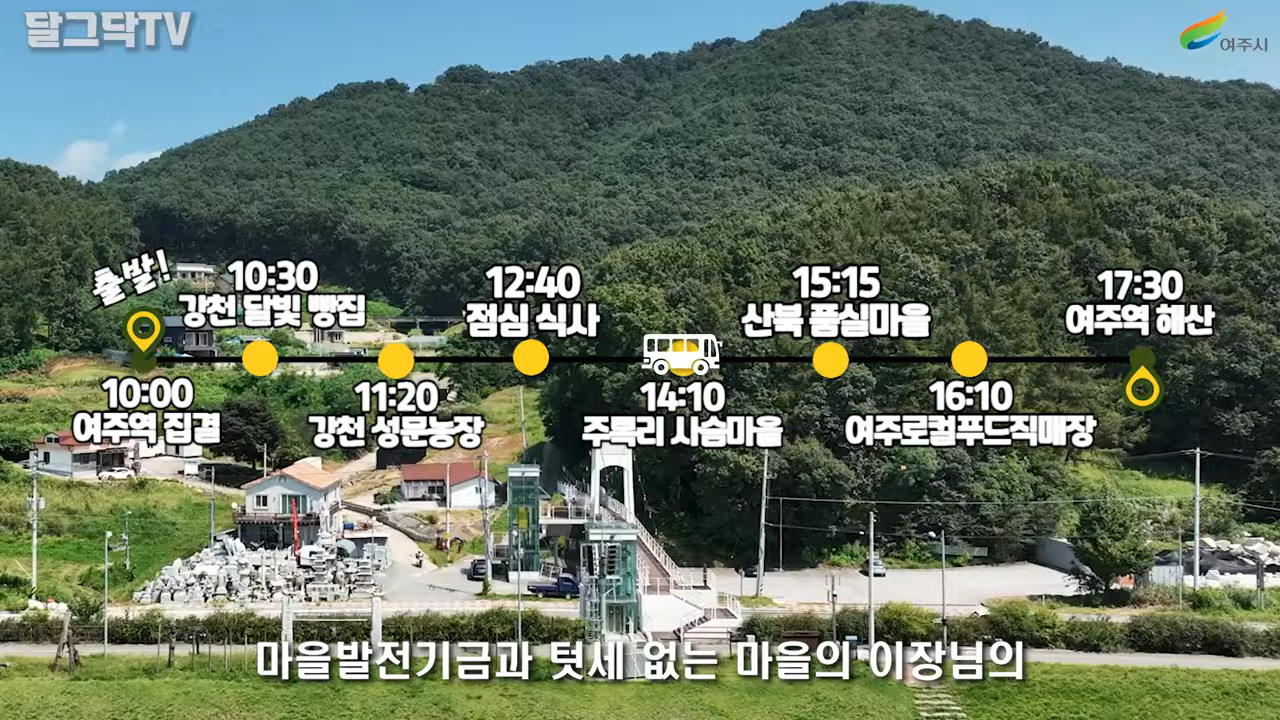 달그닥TV
여주시
출발!
10:00
여주역 집결
10:30
강천 달빛 빵집
11:20
강천 성문농장
12:40
점심 식사
14:10
주록리 사슴마을
15:15
산북 품실마을
16:10
여주로컬푸드직매장
17:30
여주역 해산
마을발전기금과 텃세 없는 마을의 이장님의